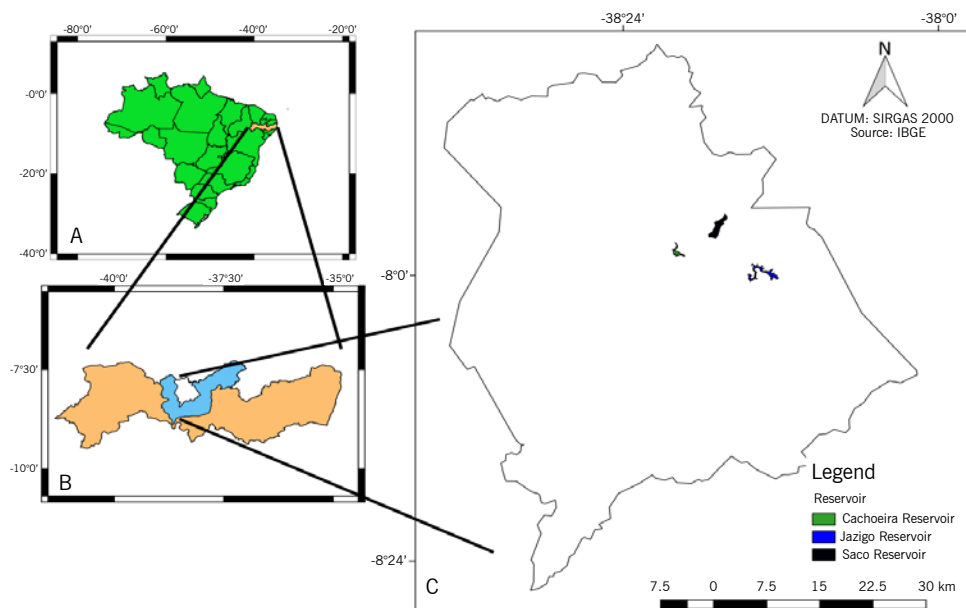 -80°0' -60°0' -40°0' -20°0'
-0°0'
-20°0'
-40°0'
A
-40°0' -37°30' -35°0'
-7°30'
-10°0'
B
-38°24' -38°0'
-8°0'
-8°24'
N
DATUM: SIRGAS 2000
Source: IBGE
Legend
Reservoir
Cachoeira Reservoir
Jazigo Reservoir
Saco Reservoir
C
7.5 0 7.5 15 22.5 30 km